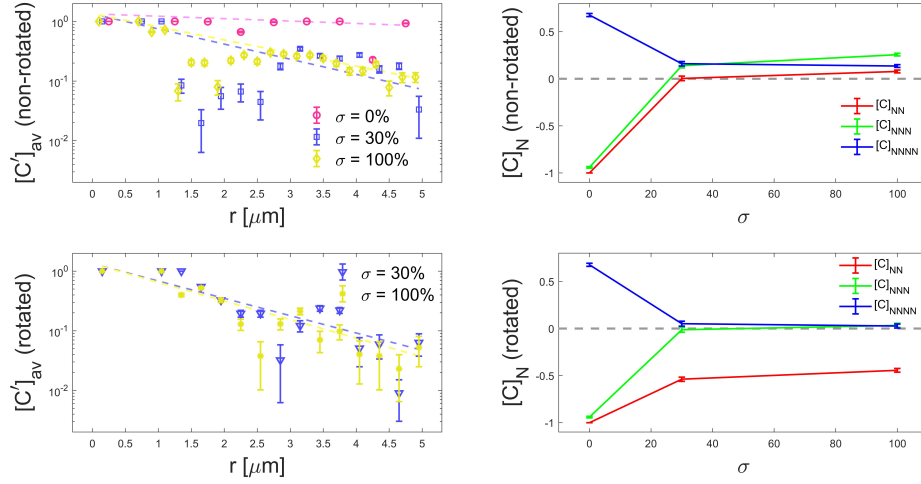 [C′]av (non-rotated)
10^0
10^-1
10^-2
σ = 0%
σ = 30%
σ = 100%
0 0.5 1 1.5 2 2.5 3 3.5 4 4.5 5
r [μm]
[C]N (non-rotated)
0.5
0
-0.5
-1
[C]NN
[C]NNN
[C]NNNN
0 20 40 60 80 100
σ
[C′]av (rotated)
10^0
10^-1
10^-2
σ = 30%
σ = 100%
0 0.5 1 1.5 2 2.5 3 3.5 4 4.5 5
r [μm]
[C]N (rotated)
0.5
0
-0.5
-1
[C]NN
[C]NNN
[C]NNNN
0 20 40 60 80 100
σ